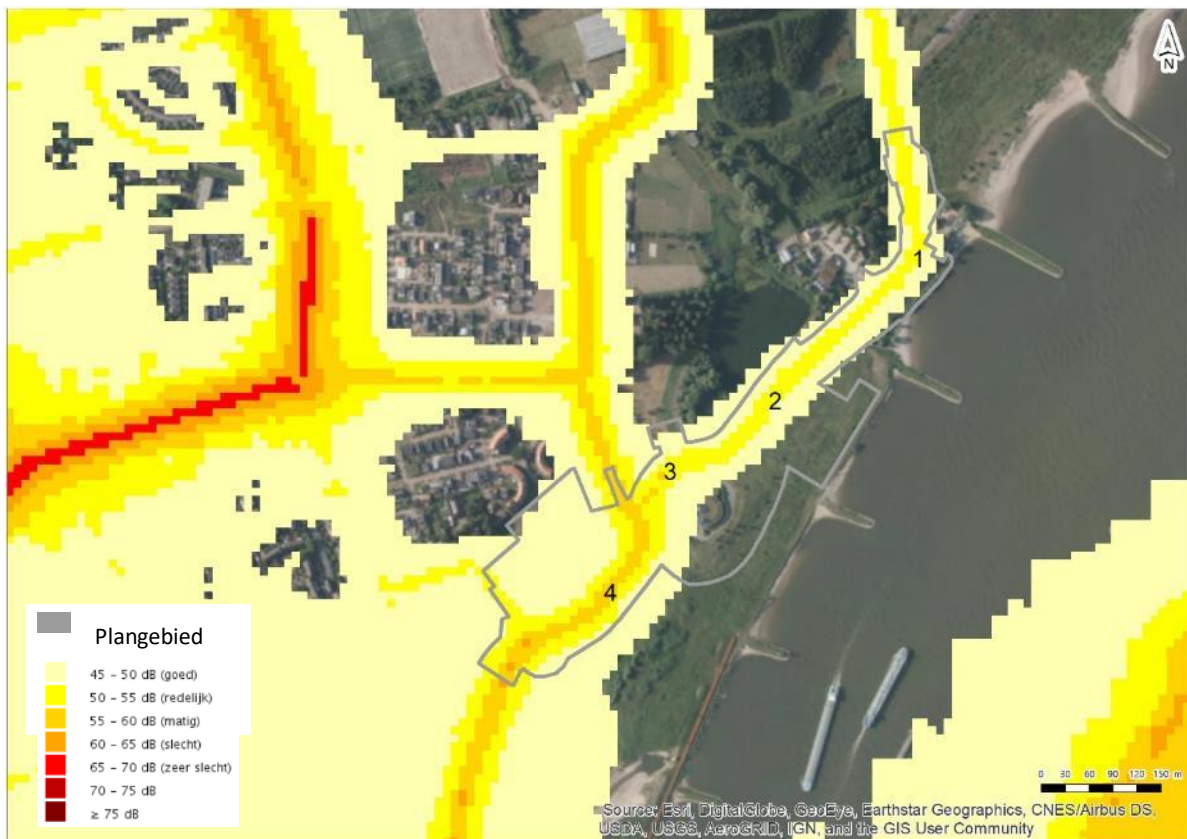 N
1
2
3
4
Plangebied
45 - 50 dB (goed)
50 - 55 dB (redelijk)
55 - 60 dB (matig)
60 - 65 dB (slecht)
65 - 70 dB (zeer slecht)
70 - 75 dB
≥ 75 dB
0 30 60 90 120 150 m
Source: Esri, DigitalGlobe, GeoEye, Earthstar Geographics, CNES/Airbus DS,
USDA, USGS, AeroGRID, IGN, and the GIS User Community